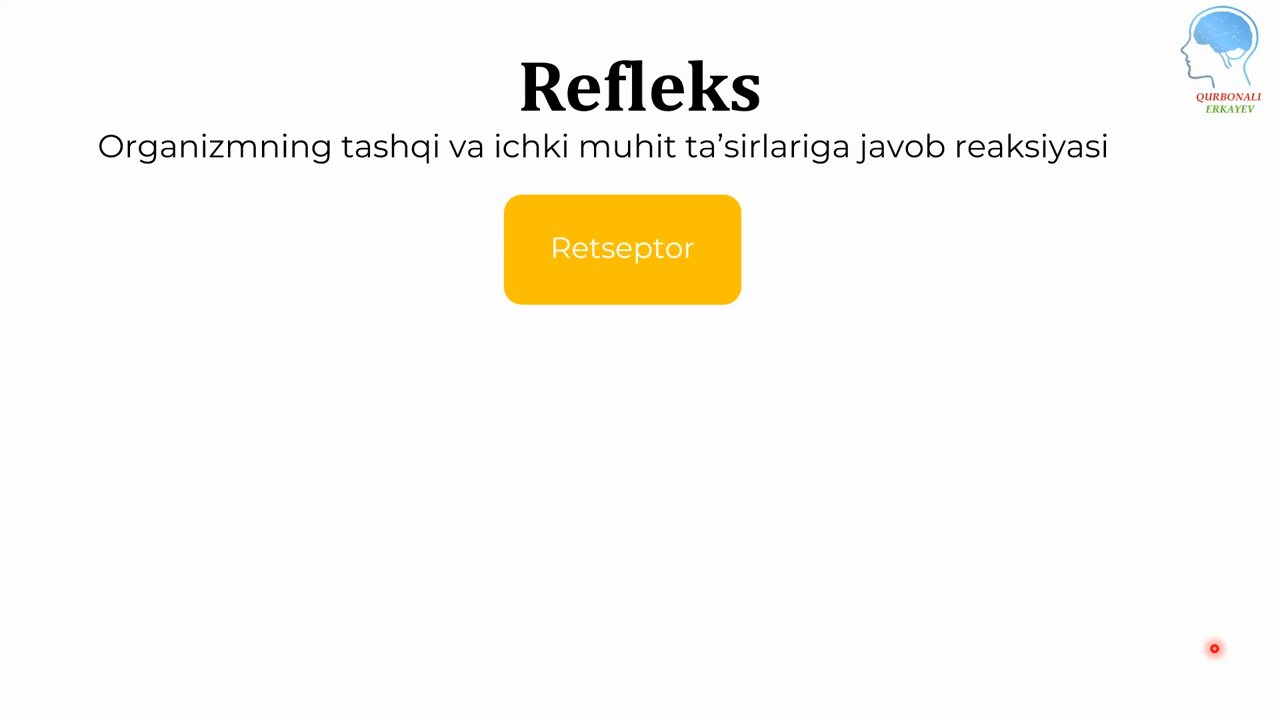 Refleks
QURBONALI
ERKAYEV
Organizmning tashqi va ichki muhit ta’sirlariga javob reaksiyasi
Retseptor